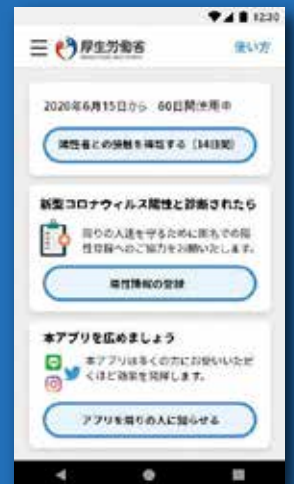 12:30
厚生労働省
使い方
2020年6月15日から 60日間使用中
陽性者との接触を確認する（14日間）
新型コロナウィルス陽性と診断されたら
周りの人達を守るために匿名での陽
性登録へのご協力をお願いいたします。
陽性情報の登録
本アプリを広めましょう
本アプリは多くの方にお使いいただ
くほど効果を発揮します。
アプリを周りの人に知らせる